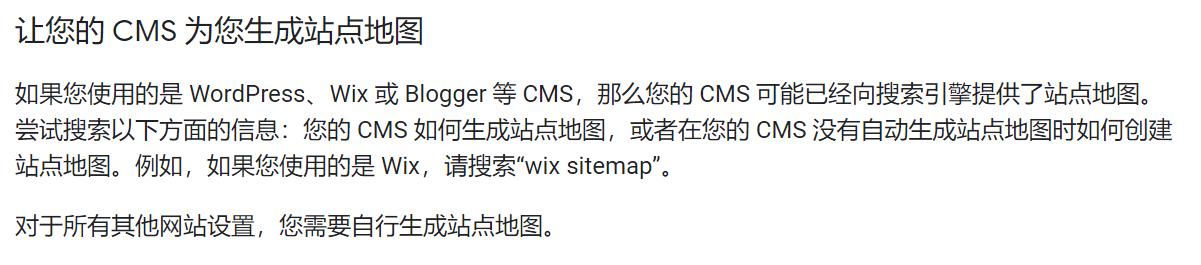 让您的 CMS 为您生成站点地图
如果您使用的是 WordPress、Wix 或 Blogger 等 CMS，那么您的 CMS 可能已经向搜索引擎提供了站点地图。
尝试搜索以下方面的信息：您的 CMS 如何生成站点地图，或者在您的 CMS 没有自动生成站点地图时如何创建
站点地图。例如，如果您使用的是 Wix，请搜索“wix sitemap”。
对于所有其他网站设置，您需要自行生成站点地图。